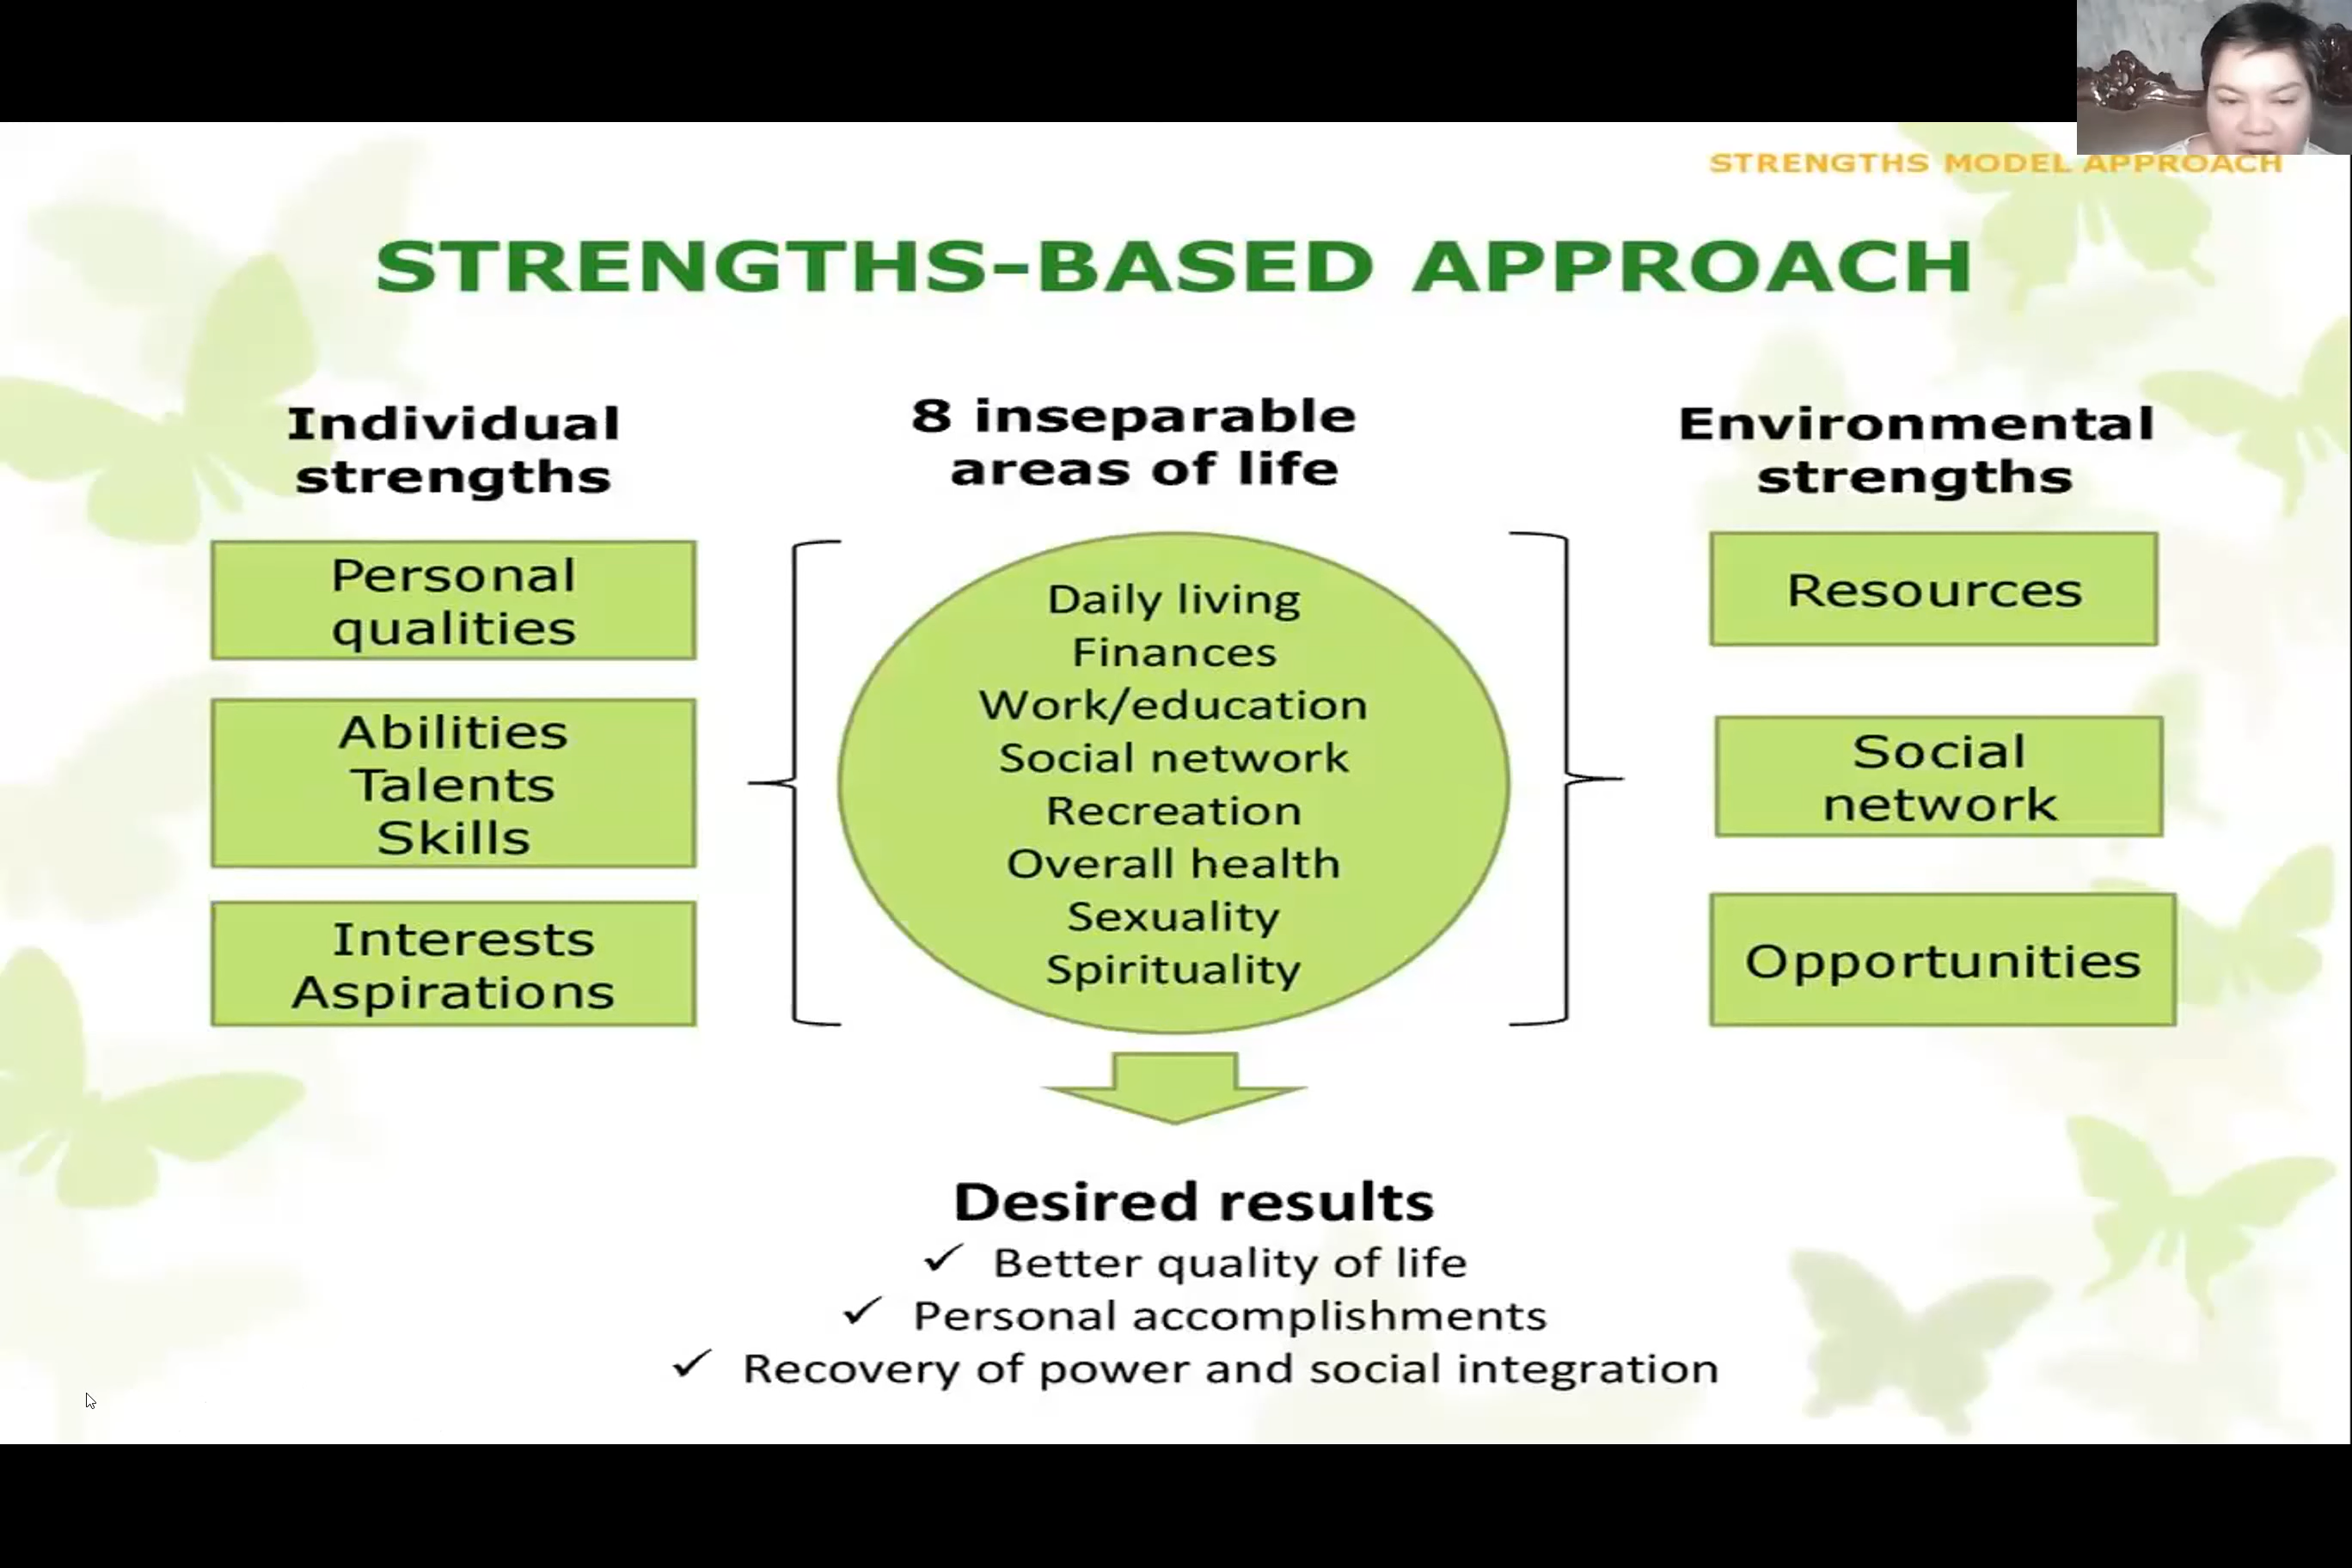 STRENGTHS MODEL APPROACH
STRENGTHS-BASED APPROACH
Individual
strengths
Personal
qualities
Abilities
Talents
Skills
Interests
Aspirations
8 inseparable
areas of life
Daily living
Finances
Work/education
Social network
Recreation
Overall health
Sexuality
Spirituality
Environmental
strengths
Resources
Social
network
Opportunities
Desired results
✓ Better quality of life
✓ Personal accomplishments
✓ Recovery of power and social integration